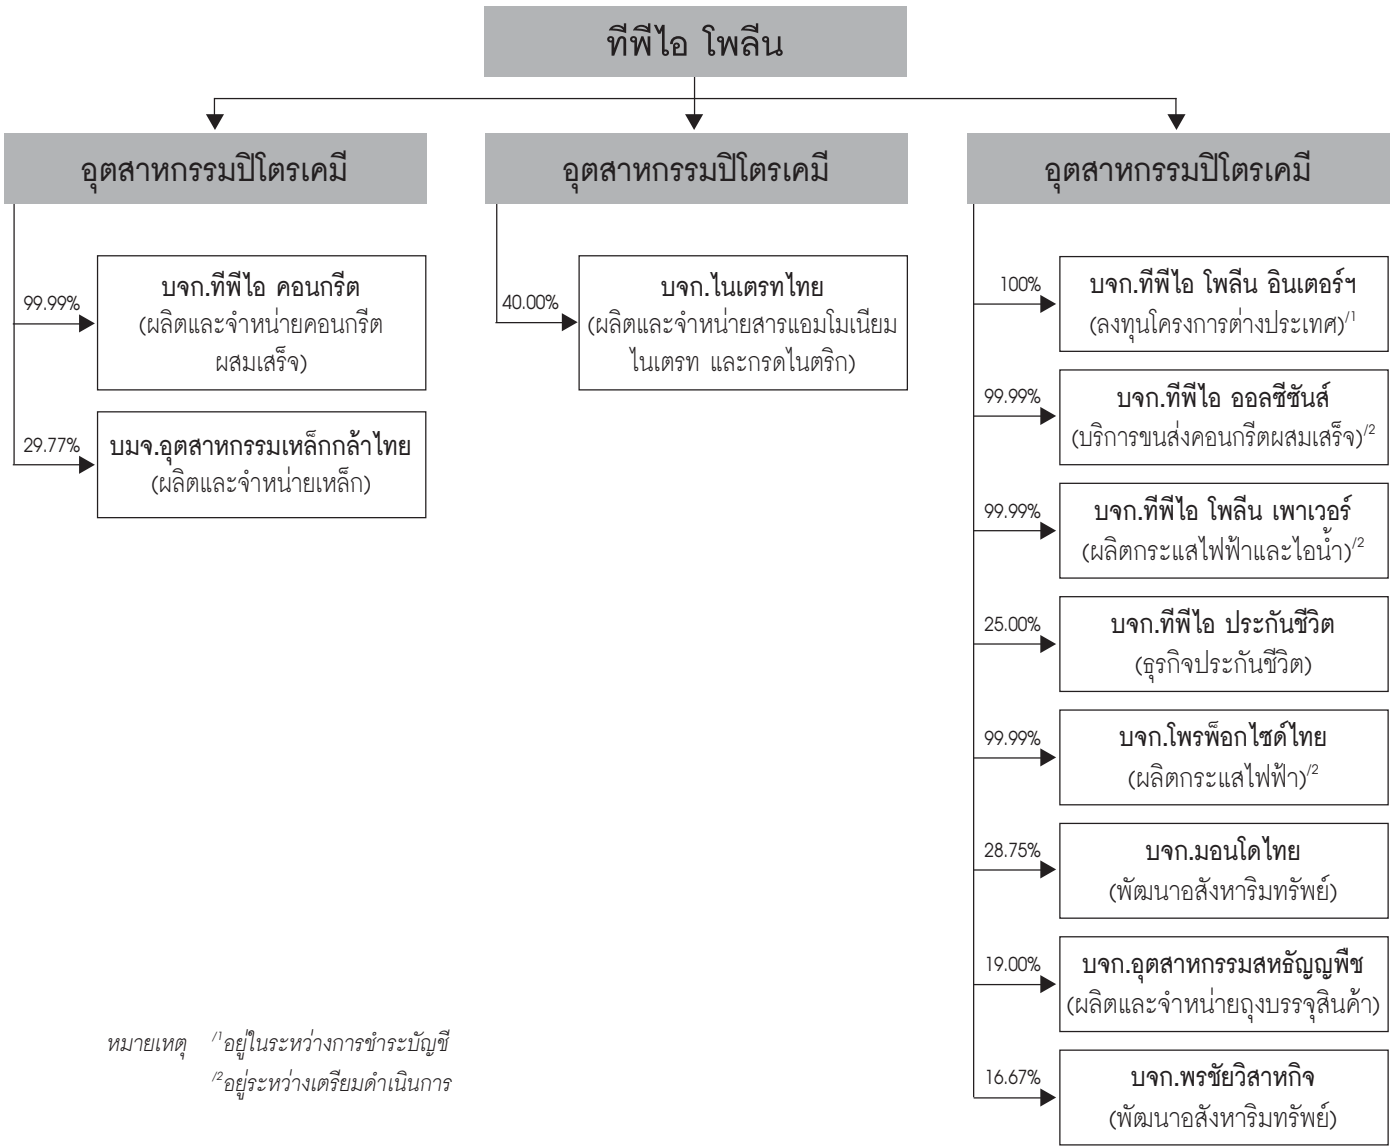 ทีพีไอ โพลีน
อุตสาหกรรมปิโตรเคมี
99.99%
บจก.ทีพีไอ คอนกรีต
(ผลิตและจำหน่ายคอนกรีต
ผสมเสร็จ)
29.77%
บมจ.อุตสาหกรรมเหล็กกล้าไทย
(ผลิตและจำหน่ายเหล็ก)
อุตสาหกรรมปิโตรเคมี
40.00%
บจก.ไนเตรทไทย
(ผลิตและจำหน่ายสารแอมโมเนียม
ไนเตรท และกรดไนตริก)
อุตสาหกรรมปิโตรเคมี
100%
บจก.ทีพีไอ โพลีน อินเตอร์ฯ
(ลงทุนโครงการต่างประเทศ)/1
99.99%
บจก.ทีพีไอ ออลซีซันส์
(บริการขนส่งคอนกรีตผสมเสร็จ)/2
99.99%
บจก.ทีพีไอ โพลีน เพาเวอร์
(ผลิตกระแสไฟฟ้าและไอน้ำ)/2
25.00%
บจก.ทีพีไอ ประกันชีวิต
(ธุรกิจประกันชีวิต)
99.99%
บจก.โพรพ็อกไซด์ไทย
(ผลิตกระแสไฟฟ้า)/2
28.75%
บจก.มอนโดไทย
(พัฒนาอสังหาริมทรัพย์)
19.00%
บจก.อุตสาหกรรมสหธัญญพืช
(ผลิตและจำหน่ายถุงบรรจุสินค้า)
16.67%
บจก.พรชัยวิสาหกิจ
(พัฒนาอสังหาริมทรัพย์)
หมายเหตุ /1อยู่ในระหว่างการชำระบัญชี
/2อยู่ระหว่างเตรียมดำเนินการ